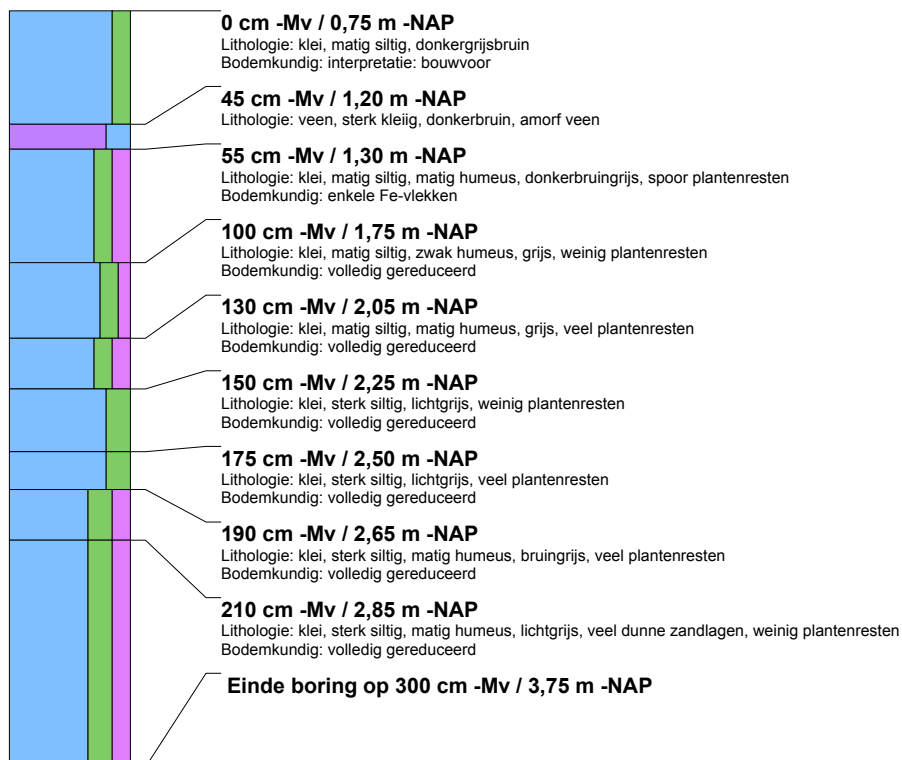 0 cm -Mv / 0,75 m -NAP
Lithologie: klei, matig siltig, donkergrijsbruin
Bodemkundig: interpretatie: bouwvoor
45 cm -Mv / 1,20 m -NAP
Lithologie: veen, sterk kleiig, donkerbruin, amorf veen
55 cm -Mv / 1,30 m -NAP
Lithologie: klei, matig siltig, matig humeus, donkerbruingrijs, spoor plantenresten
Bodemkundig: enkele Fe-vlekken
100 cm -Mv / 1,75 m -NAP
Lithologie: klei, matig siltig, zwak humeus, grijs, weinig plantenresten
Bodemkundig: volledig gereduceerd
130 cm -Mv / 2,05 m -NAP
Lithologie: klei, matig siltig, matig humeus, grijs, veel plantenresten
Bodemkundig: volledig gereduceerd
150 cm -Mv / 2,25 m -NAP
Lithologie: klei, sterk siltig, lichtgrijs, weinig plantenresten
Bodemkundig: volledig gereduceerd
175 cm -Mv / 2,50 m -NAP
Lithologie: klei, sterk siltig, lichtgrijs, veel plantenresten
Bodemkundig: volledig gereduceerd
190 cm -Mv / 2,65 m -NAP
Lithologie: klei, sterk siltig, matig humeus, bruingrijs, veel plantenresten
Bodemkundig: volledig gereduceerd
210 cm -Mv / 2,85 m -NAP
Lithologie: klei, sterk siltig, matig humeus, lichtgrijs, veel dunne zandlagen, weinig plantenresten
Bodemkundig: volledig gereduceerd
Einde boring op 300 cm -Mv / 3,75 m -NAP